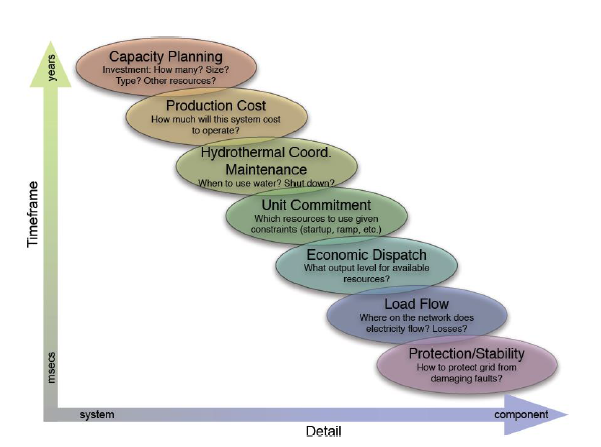 years
Capacity Planning
Investment: How many? Size?
Type? Other resources?
Production Cost
How much will this system cost
to operate?
Hydrothermal Coord.
Maintenance
When to use water? Shut down?
Unit Commitment
Which resources to use given
constraints (startup, ramp, etc.)
Economic Dispatch
What output level for available
resources?
Load Flow
Where on the network does
electricity flow? Losses?
Protection/Stability
How to protect grid from
damaging faults?
Timeframe
msecs
system
component
Detail